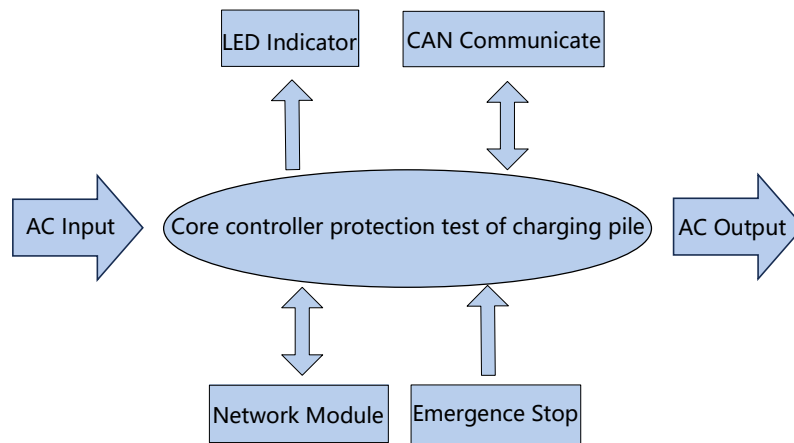 LED Indicator
CAN Communicate
AC Input
Core controller protection test of charging pile
AC Output
Network Module
Emergence Stop